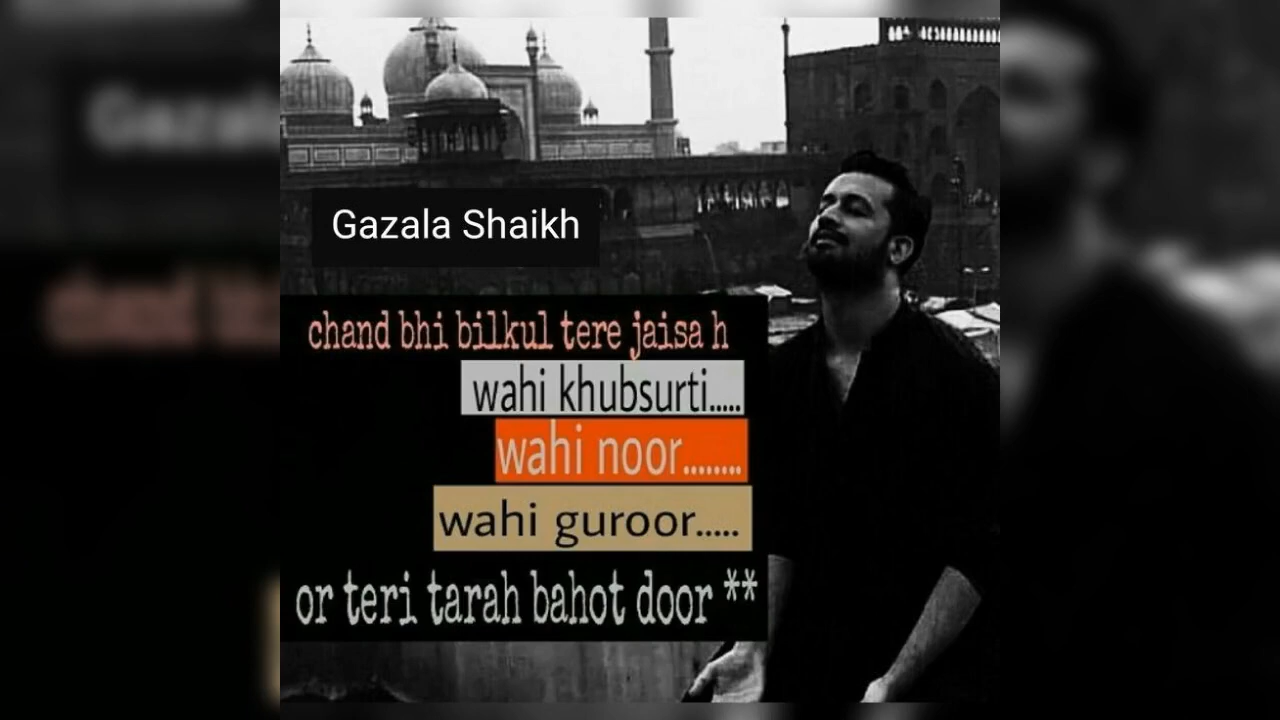 Gazala Shaikh
chand bhi bilkul tere jaisa h
wahi khubsurti.....
wahi noor........
wahi guroor.....
or teri tarah bahot door **